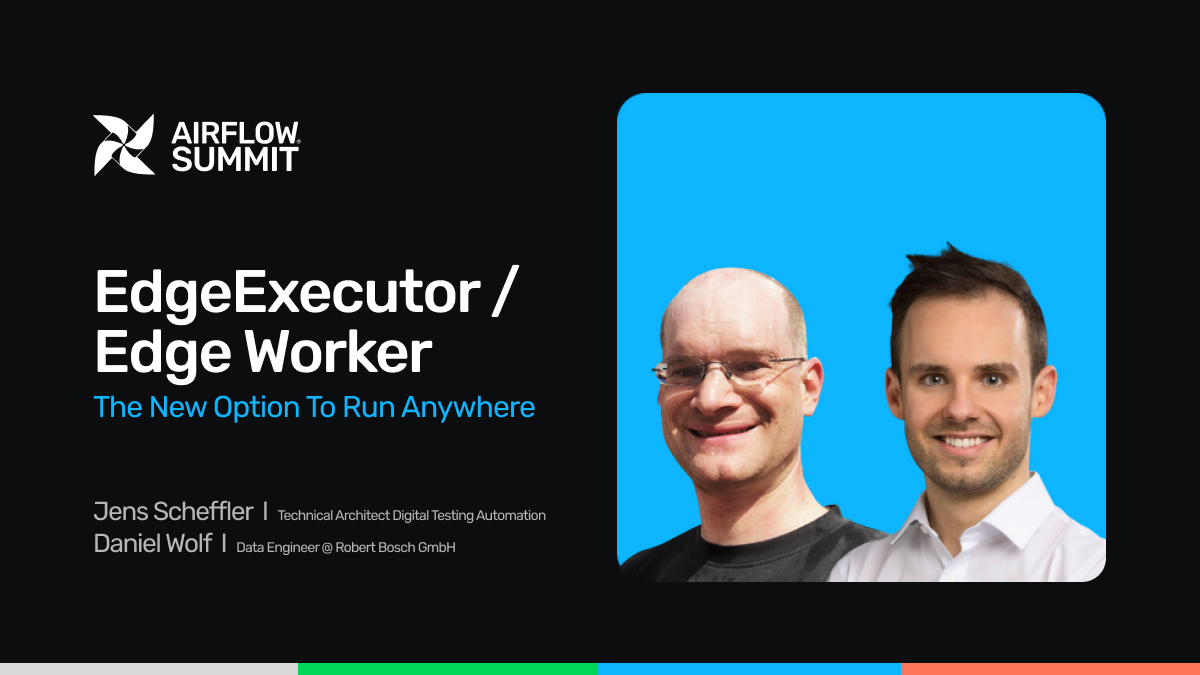 AIRFLOW®
SUMMIT
EdgeExecutor /
Edge Worker
The New Option To Run Anywhere
Jens Scheffler | Technical Architect Digital Testing Automation
Daniel Wolf | Data Engineer @ Robert Bosch GmbH